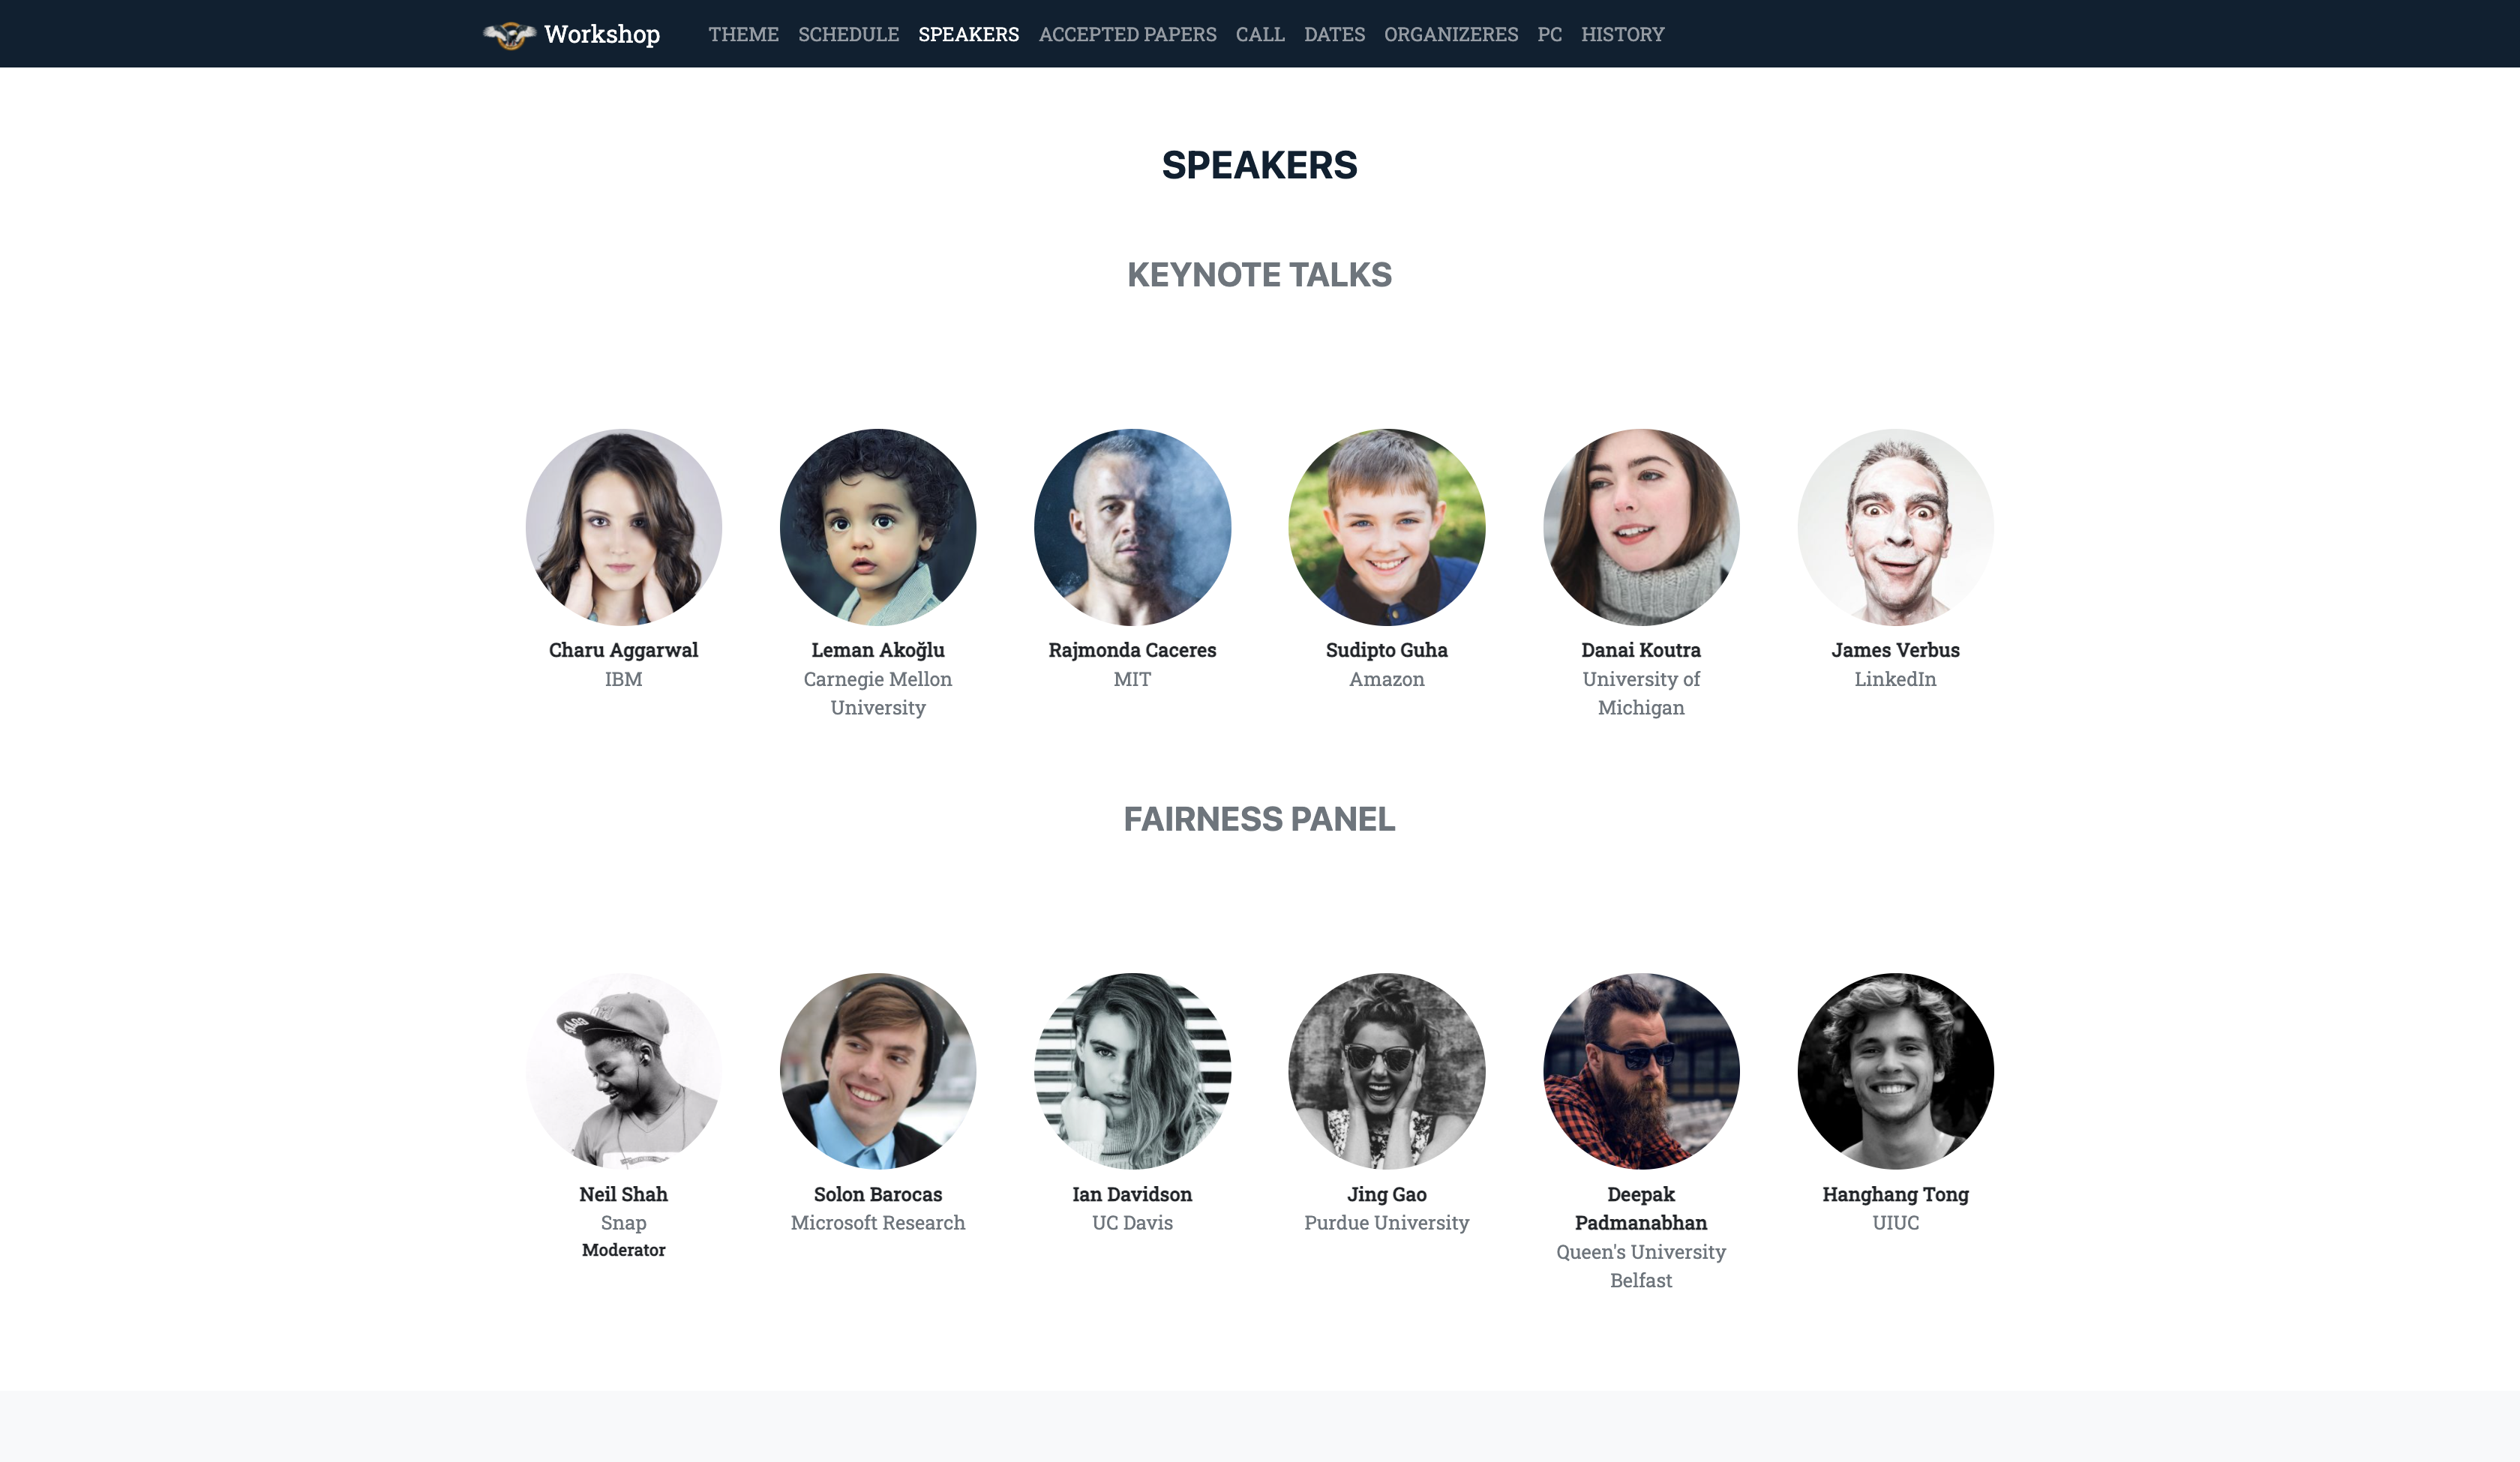 Workshop THEME SCHEDULE SPEAKERS ACCEPTED PAPERS CALL DATES ORGANIZERES PC HISTORY
SPEAKERS
KEYNOTE TALKS
Charu Aggarwal
IBM
Leman Akoğlu
Carnegie Mellon
University
Rajmonda Caceres
MIT
Sudipto Guha
Amazon
Danai Koutra
University of
Michigan
James Verbus
LinkedIn
FAIRNESS PANEL
Neil Shah
Snap
Moderator
Solon Barocas
Microsoft Research
Ian Davidson
UC Davis
Jing Gao
Purdue University
Deepak
Padmanabhan
Queen's University
Belfast
Hanghang Tong
UIUC